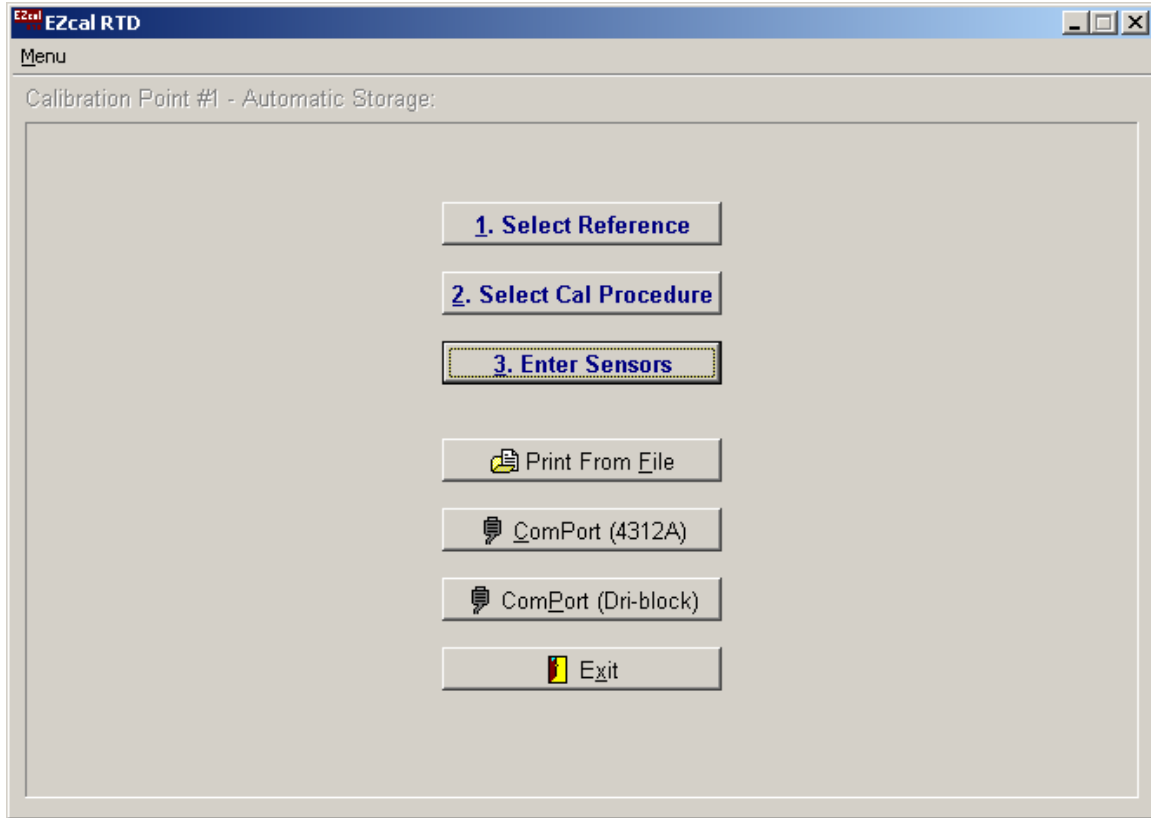 EZcal EZcal RTD
Menu
Calibration Point #1 - Automatic Storage:
1. Select Reference
2. Select Cal Procedure
3. Enter Sensors
Print From File
ComPort (4312A)
ComPort (Dri-block)
Exit